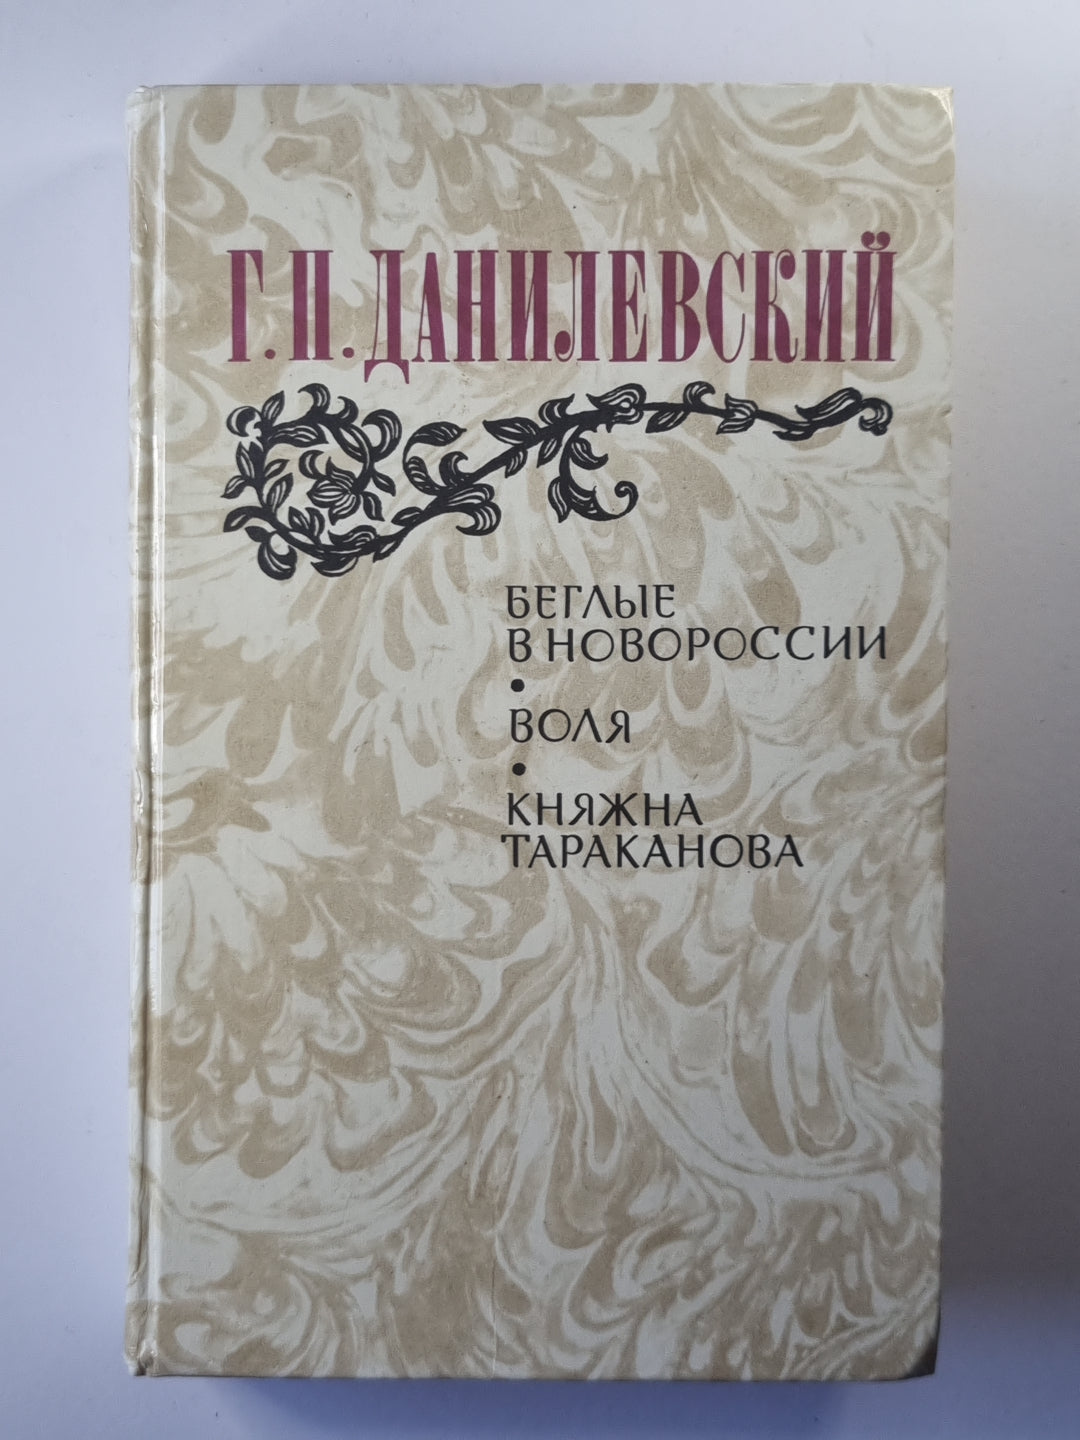 Г.П.ДАНИЛЕВСКИЙ
БЕГЛЫЕ
В НОВОРОССИИ
•
ВОЛЯ
•
КНЯЖНА
ТАРАКАНОВА